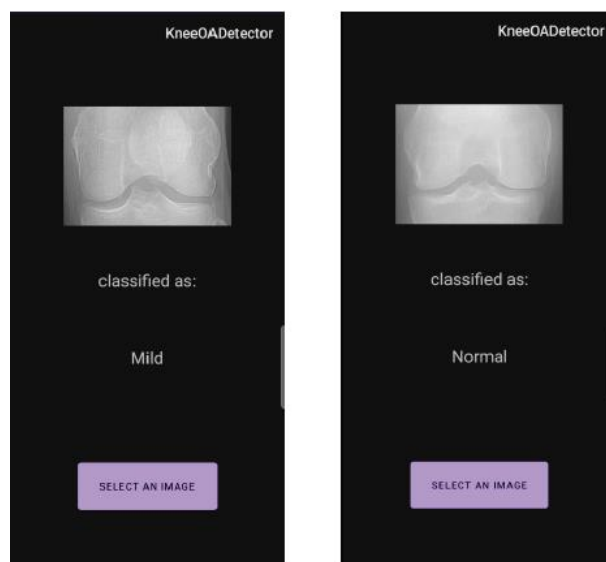 KneeOADetector
classified as:
Mild
SELECT AN IMAGE
KneeOADetector
classified as:
Normal
SELECT AN IMAGE